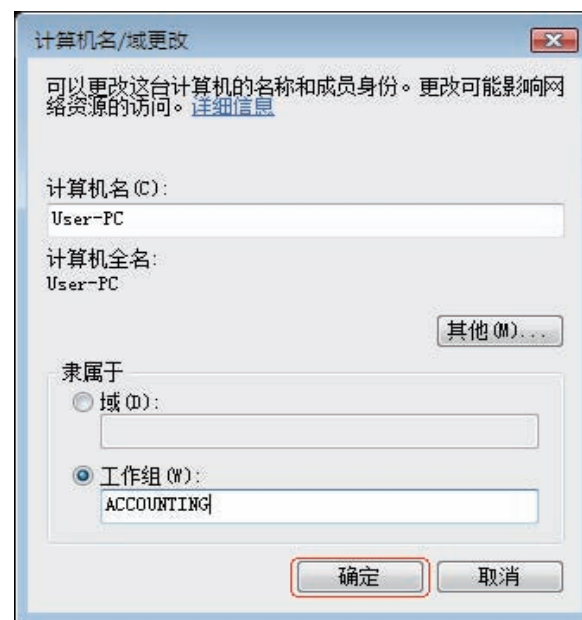 计算机名/域更改
可以更改这台计算机的名称和成员身份。更改可能影响网
络资源的访问。详细信息
计算机名(C):
User-PC
计算机全名:
User-PC
其他(M)...
隶属于
域(D):
工作组(W):
ACCOUNTING
确定 取消